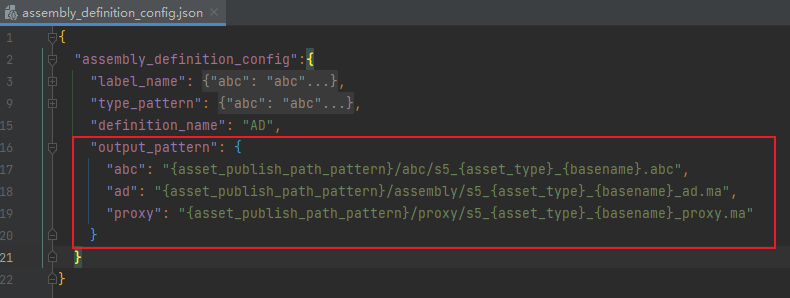 assembly_definition_config.json ×
1 {
2 "assembly_definition_config":{
3 "label_name": {"abc": "abc"...},
9 "type_pattern": {"abc": "abc"...},
15 "definition_name": "AD",
16 "output_pattern": {
17 "abc": "{asset_publish_path_pattern}/abc/s5_{asset_type}_{basename}.abc",
18 "ad": "{asset_publish_path_pattern}/assembly/s5_{asset_type}_{basename}_ad.ma",
19 "proxy": "{asset_publish_path_pattern}/proxy/s5_{asset_type}_{basename}_proxy.ma"
20 }
21 }
22 }